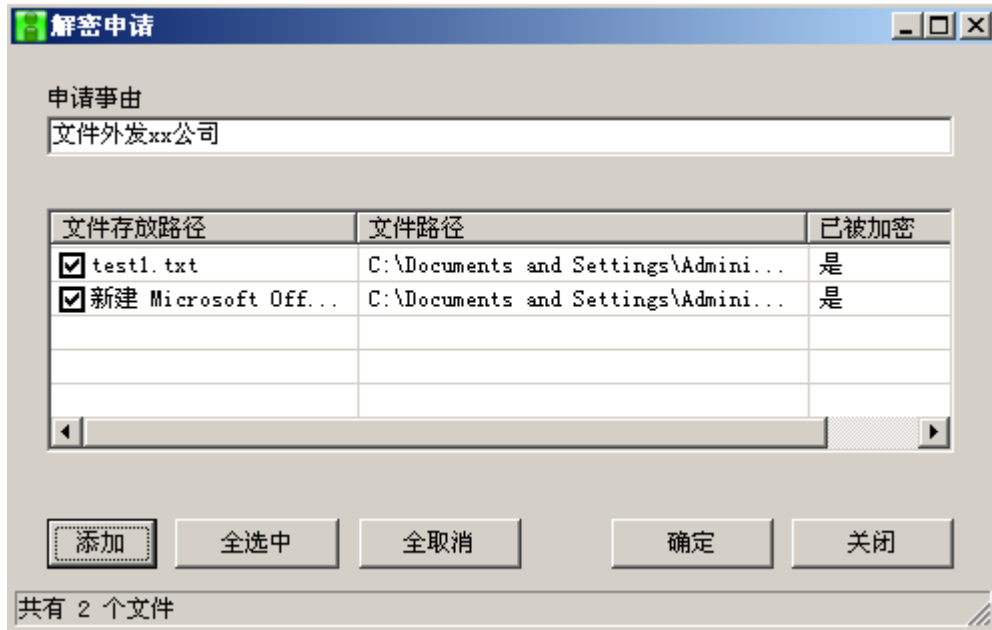 解密申请
申请事由
文件外发xx公司
文件存放路径 文件路径 已被加密
test1.txt C:\Documents and Settings\Admini... 是
新建 Microsoft Off... C:\Documents and Settings\Admini... 是
添加 全选中 全取消 确定 关闭
共有 2 个文件